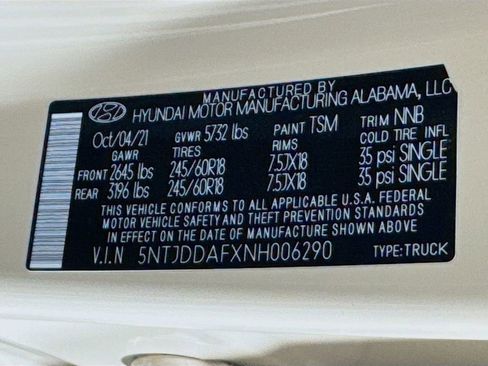 MANUFACTURED BY
HYUNDAI MOTOR MANUFACTURING ALABAMA, LLC
Oct/04/21 GVWR 5732 lbs PAINT TSM TRIM NNB
GAWR TIRES RIMS COLD TIRE INFL
FRONT 2645 lbs 245/60R18 7.5JX18 35 psi SINGLE
REAR 3196 lbs 245/60R18 7.5JX18 35 psi SINGLE
THIS VEHICLE CONFORMS TO ALL APPLICABLE U.S.A. FEDERAL
MOTOR VEHICLE SAFETY AND THEFT PREVENTION STANDARDS
IN EFFECT ON THE DATE OF MANUFACTURE SHOWN ABOVE
V.I.N 5NTJDDAFXNH006290 TYPE:TRUCK